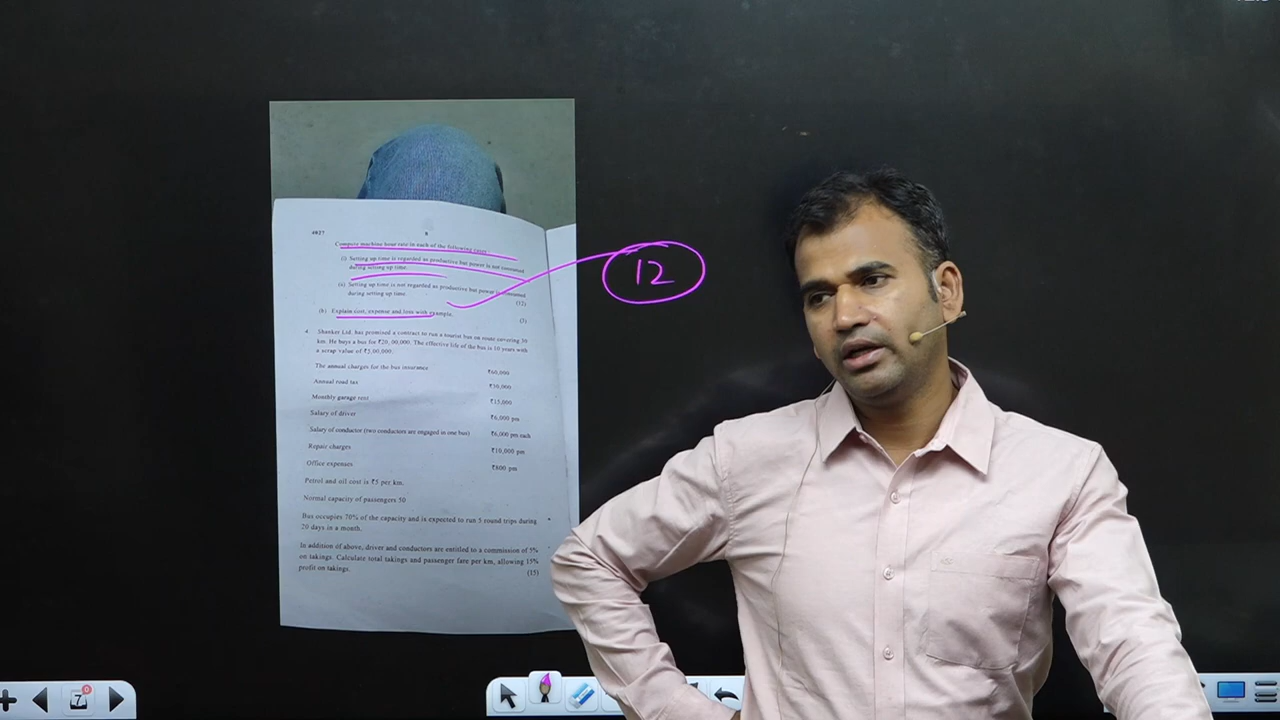 4027
8
Compute machine hour rate in each of the following cases :
(i) Setting up time is regarded as productive but power is not consumed
during setting up time.
(ii) Setting up time is not regarded as productive but power is consumed
during setting up time.
(12)
(b) Explain cost, expense and loss with example.
(3)
12
4. Shanker Ltd. has promised a contract to run a tourist bus on route covering 50
km. He buys a bus for ₹20,00,000. The effective life of the bus is 10 years with
a scrap value of ₹5,00,000.
The annual charges for the bus insurance ₹60,000
Annual road tax ₹30,000
Monthly garage rent ₹15,000
Salary of driver ₹6,000 pm
Salary of conductor (two conductors are engaged in one bus) ₹6,000 pm each
Repair charges ₹10,000 pm
Office expenses ₹800 pm
Petrol and oil cost is ₹5 per km.
Normal capacity of passengers 50
Bus occupies 70% of the capacity and is expected to run 5 round trips during
20 days in a month.
In addition of above, driver and conductors are entitled to a commission of 5%
on takings. Calculate total takings and passenger fare per km, allowing 15%
profit on takings.
(15)
7